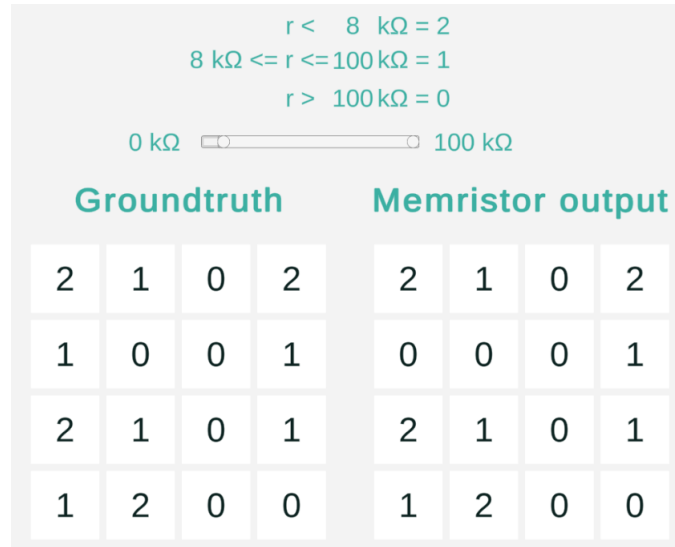 r < 8 kΩ = 2
8 kΩ <= r <= 100 kΩ = 1
r > 100 kΩ = 0
0 kΩ 100 kΩ
Groundtruth Memristor output
2 1 0 2 2 1 0 2
1 0 0 1 0 0 0 1
2 1 0 1 2 1 0 1
1 2 0 0 1 2 0 0